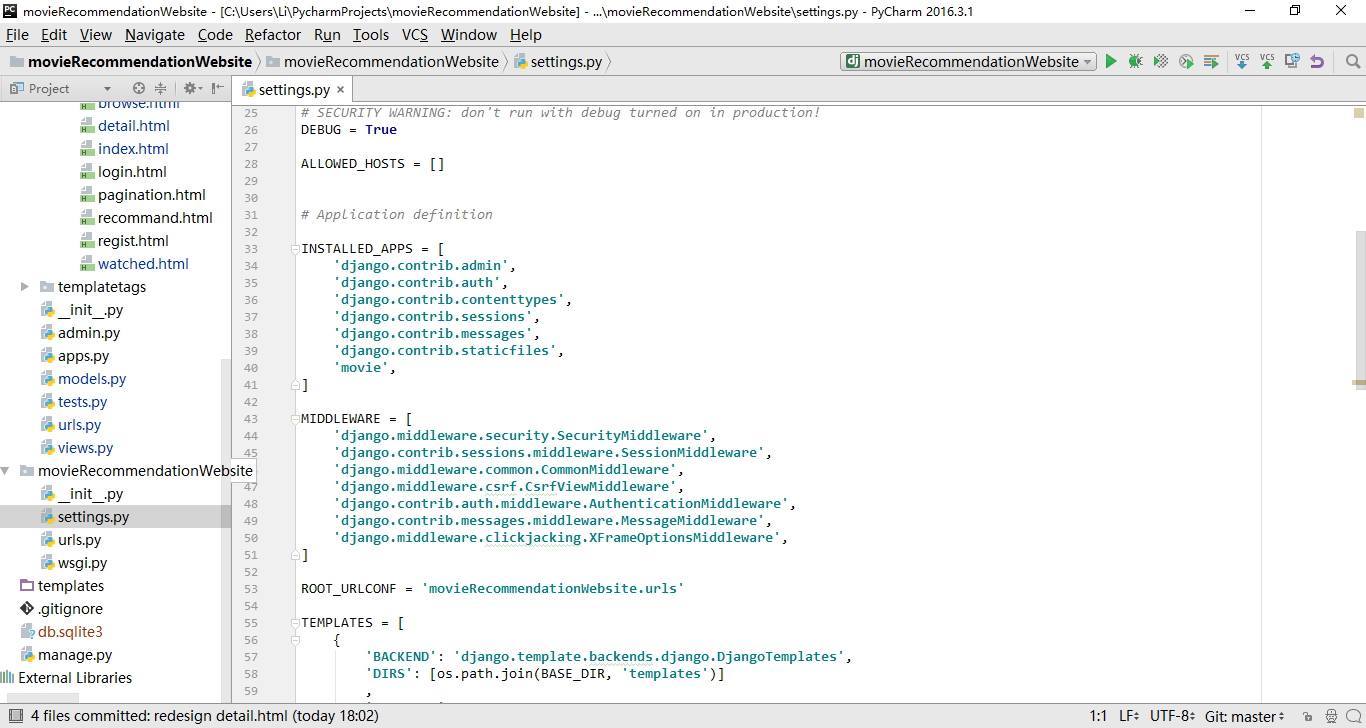 movieRecommendationWebsite - [C:\Users\Li\PycharmProjects\movieRecommendationWebsite] - ...\movieRecommendationWebsite\settings.py - PyCharm 2016.3.1
File Edit View Navigate Code Refactor Run Tools VCS Window Help
movieRecommendationWebsite movieRecommendationWebsite settings.py movieRecommendationWebsite VCS VCS
Project
settings.py
browse.html
detail.html
index.html
login.html
pagination.html
recommand.html
regist.html
watched.html
templatetags
__init__.py
admin.py
apps.py
models.py
tests.py
urls.py
views.py
movieRecommendationWebsite
__init__.py
settings.py
urls.py
wsgi.py
templates
.gitignore
db.sqlite3
manage.py
External Libraries
25 # SECURITY WARNING: don't run with debug turned on in production!
26 DEBUG = True
27
28 ALLOWED_HOSTS = []
29
30
31 # Application definition
32
33 INSTALLED_APPS = [
34 'django.contrib.admin',
35 'django.contrib.auth',
36 'django.contrib.contenttypes',
37 'django.contrib.sessions',
38 'django.contrib.messages',
39 'django.contrib.staticfiles',
40 'movie',
41 ]
42
43 MIDDLEWARE = [
44 'django.middleware.security.SecurityMiddleware',
45 'django.contrib.sessions.middleware.SessionMiddleware',
'django.middleware.common.CommonMiddleware',
47 'django.middleware.csrf.CsrfViewMiddleware',
48 'django.contrib.auth.middleware.AuthenticationMiddleware',
49 'django.contrib.messages.middleware.MessageMiddleware',
50 'django.middleware.clickjacking.XFrameOptionsMiddleware',
51 ]
52
53 ROOT_URLCONF = 'movieRecommendationWebsite.urls'
54
55 TEMPLATES = [
56 {
57 'BACKEND': 'django.template.backends.django.DjangoTemplates',
58 'DIRS': [os.path.join(BASE_DIR, 'templates')]
59 ,
4 files committed: redesign detail.html (today 18:02) 1:1 LF UTF-8 Git: master